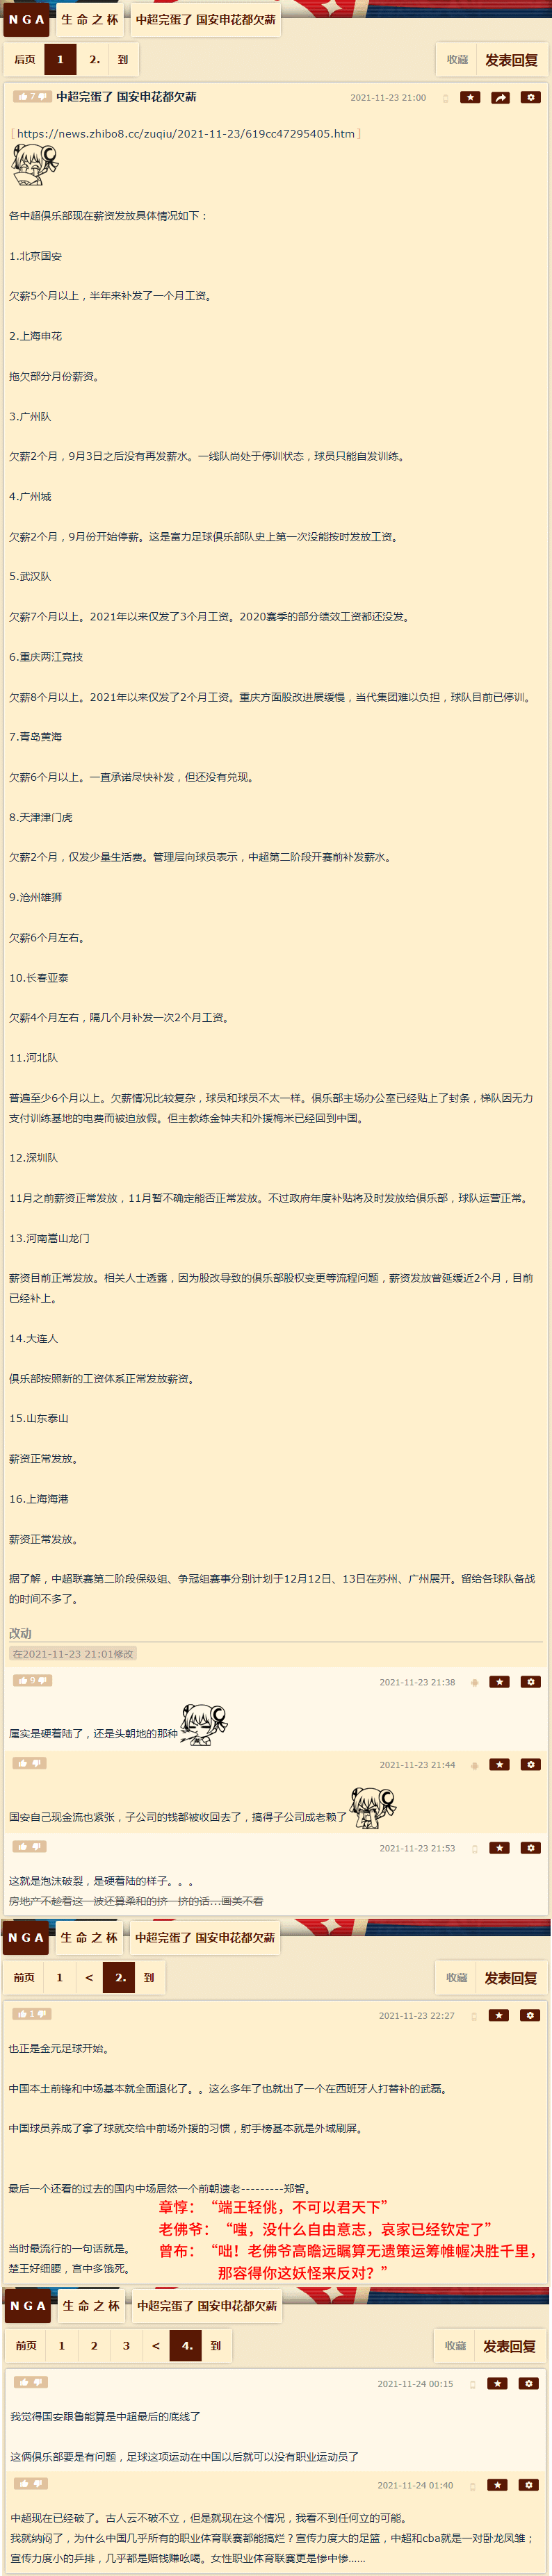 NGA 生命之杯 中超完蛋了 国安申花都欠薪
后页 1 2. 到 收藏 发表回复
7 中超完蛋了 国安申花都欠薪 2021-11-23 21:00
[https://news.zhibo8.cc/zuqiu/2021-11-23/619cc47295405.htm]
各中超俱乐部现在薪资发放具体情况如下：
1.北京国安
欠薪5个月以上，半年来补发了一个月工资。
2.上海申花
拖欠部分月份薪资。
3.广州队
欠薪2个月，9月3日之后没有再发薪水。一线队尚处于停训状态，球员只能自发训练。
4.广州城
欠薪2个月，9月份开始停薪。这是富力足球俱乐部队史上第一次没能按时发放工资。
5.武汉队
欠薪7个月以上。2021年以来仅发了3个月工资。2020赛季的部分绩效工资都还没发。
6.重庆两江竞技
欠薪8个月以上。2021年以来仅发了2个月工资。重庆方面股改进展缓慢，当代集团难以负担，球队目前已停训。
7.青岛黄海
欠薪6个月以上。一直承诺尽快补发，但还没有兑现。
8.天津津门虎
欠薪2个月，仅发少量生活费。管理层向球员表示，中超第二阶段开赛前补发薪水。
9.沧州雄狮
欠薪6个月左右。
10.长春亚泰
欠薪4个月左右，隔几个月补发一次2个月工资。
11.河北队
普遍至少6个月以上。欠薪情况比较复杂，球员和球员不太一样。俱乐部主场办公室已经贴上了封条，梯队因无力
支付训练基地的电费而被迫放假。但主教练金钟夫和外援梅米已经回到中国。
12.深圳队
11月之前薪资正常发放，11月暂不确定能否正常发放。不过政府年度补贴将及时发放给俱乐部，球队运营正常。
13.河南嵩山龙门
薪资目前正常发放。相关人士透露，因为股改导致的俱乐部股权变更等流程问题，薪资发放曾延缓近2个月，目前
已经补上。
14.大连人
俱乐部按照新的工资体系正常发放薪资。
15.山东泰山
薪资正常发放。
16.上海海港
薪资正常发放。
据了解，中超联赛第二阶段保级组、争冠组赛事分别计划于12月12日、13日在苏州、广州展开。留给各球队备战
的时间不多了。
改动
在2021-11-23 21:01修改
9 2021-11-23 21:38
属实是硬着陆了，还是头朝地的那种
2021-11-23 21:44
国安自己现金流也紧张，子公司的钱都被收回去了，搞得子公司成老赖了
2021-11-23 21:53
这就是泡沫破裂，是硬着陆的样子。。。
房地产不趁着这一波还算柔和的挤一挤的话...画美不看
NGA 生命之杯 中超完蛋了 国安申花都欠薪
前页 1 < 2. 到 收藏 发表回复
1 2021-11-23 22:27
也正是金元足球开始。
中国本土前锋和中场基本就全面退化了。。这么多年了也就出了一个在西班牙人打替补的武磊。
中国球员养成了拿了球就交给中前场外援的习惯，射手榜基本就是外域刷屏。
最后一个还看的过去的国内中场居然一个前朝遗老---------郑智。
章惇：“端王轻佻，不可以君天下”
老佛爷：“嗤，没什么自由意志，哀家已经钦定了”
当时最流行的一句话就是。
曾布：“咄！老佛爷高瞻远瞩算无遗策运筹帷幄决胜千里，
楚王好细腰，宫中多饿死。
那容得你这妖怪来反对？”
NGA 生命之杯 中超完蛋了 国安申花都欠薪
前页 1 2 3 < 4. 到 收藏 发表回复
2021-11-24 00:15
我觉得国安跟鲁能算是中超最后的底线了
这俩俱乐部要是有问题，足球这项运动在中国以后就可以没有职业运动员了
2021-11-24 01:40
中超现在已经破了。古人云不破不立，但是就现在这个情况，我看不到任何立的可能。
我就纳闷了，为什么中国几乎所有的职业体育联赛都能搞烂？宣传力度大的足篮，中超和cba就是一对卧龙凤雏；
宣传力度小的乒排，几乎都是赔钱赚吆喝。女性职业体育联赛更是惨中惨……